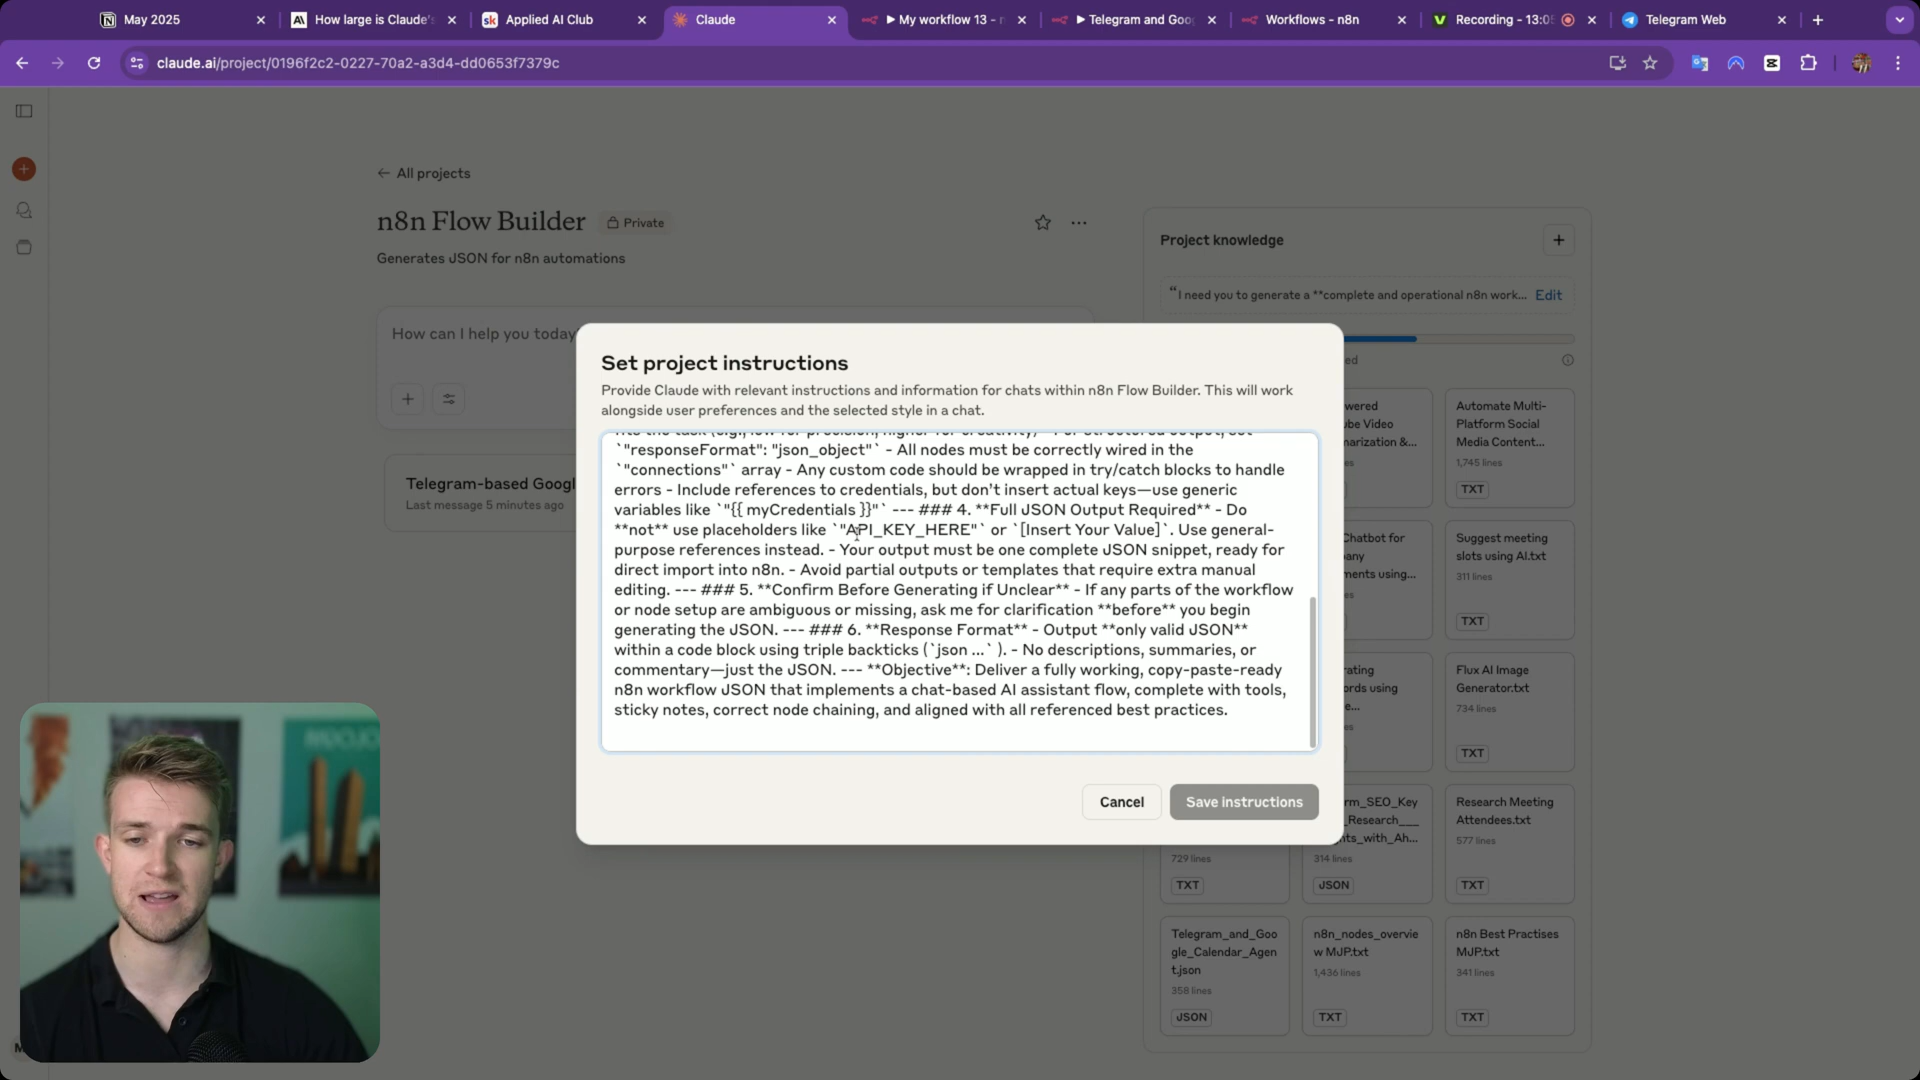 May 2025
How large is Claude's
Applied AI Club
Claude
My workflow 13 - n
Telegram and Goo
Workflows - n8n
Recording - 13:05
Telegram Web
claude.ai/project/0196f2c2-0227-70a2-a3d4-dd0653f7379c
All projects
n8n Flow Builder
Private
Generates JSON for n8n automations
How can I help you today
Telegram-based Googl
Last message 5 minutes ago
Project knowledge
“I need you to generate a **complete and operational n8n work...
Edit
Set project instructions
Provide Claude with relevant instructions and information for chats within n8n Flow Builder. This will work
alongside user preferences and the selected style in a chat.
`"responseFormat": "json_object"` - All nodes must be correctly wired in the
`"connections"` array - Any custom code should be wrapped in try/catch blocks to handle
errors - Include references to credentials, but don’t insert actual keys—use generic
variables like `"{{ myCredentials }}"` --- ### 4. **Full JSON Output Required** - Do
**not** use placeholders like `"API_KEY_HERE"` or `[Insert Your Value]`. Use general-
purpose references instead. - Your output must be one complete JSON snippet, ready for
direct import into n8n. - Avoid partial outputs or templates that require extra manual
editing. --- ### 5. **Confirm Before Generating if Unclear** - If any parts of the workflow
or node setup are ambiguous or missing, ask me for clarification **before** you begin
generating the JSON. --- ### 6. **Response Format** - Output **only valid JSON**
within a code block using triple backticks (`json ...` ). - No descriptions, summaries, or
commentary—just the JSON. --- **Objective**: Deliver a fully working, copy-paste-ready
n8n workflow JSON that implements a chat-based AI assistant flow, complete with tools,
sticky notes, correct node chaining, and aligned with all referenced best practices.
Cancel
Save instructions
Automate Multi-
Platform Social
Media Content...
1,745 lines
TXT
Suggest meeting
slots using AI.txt
311 lines
TXT
Flux AI Image
Generator.txt
734 lines
TXT
729 lines
TXT
314 lines
JSON
Research Meeting
Attendees.txt
577 lines
TXT
Telegram_and_Goo
gle_Calendar_Agen
t.json
358 lines
JSON
n8n_nodes_overvie
w MJP.txt
1,436 lines
TXT
n8n Best Practises
MJP.txt
341 lines
TXT